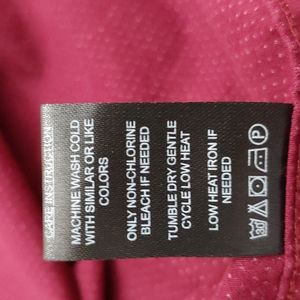 CARE INSTRUCTION
MACHINE WASH COLD
WITH SIMILAR OR LIKE
COLORS
ONLY NON-CHLORINE
BLEACH IF NEEDED
TUMBLE DRY GENTLE
CYCLE LOW HEAT
LOW HEAT IRON IF
NEEDED